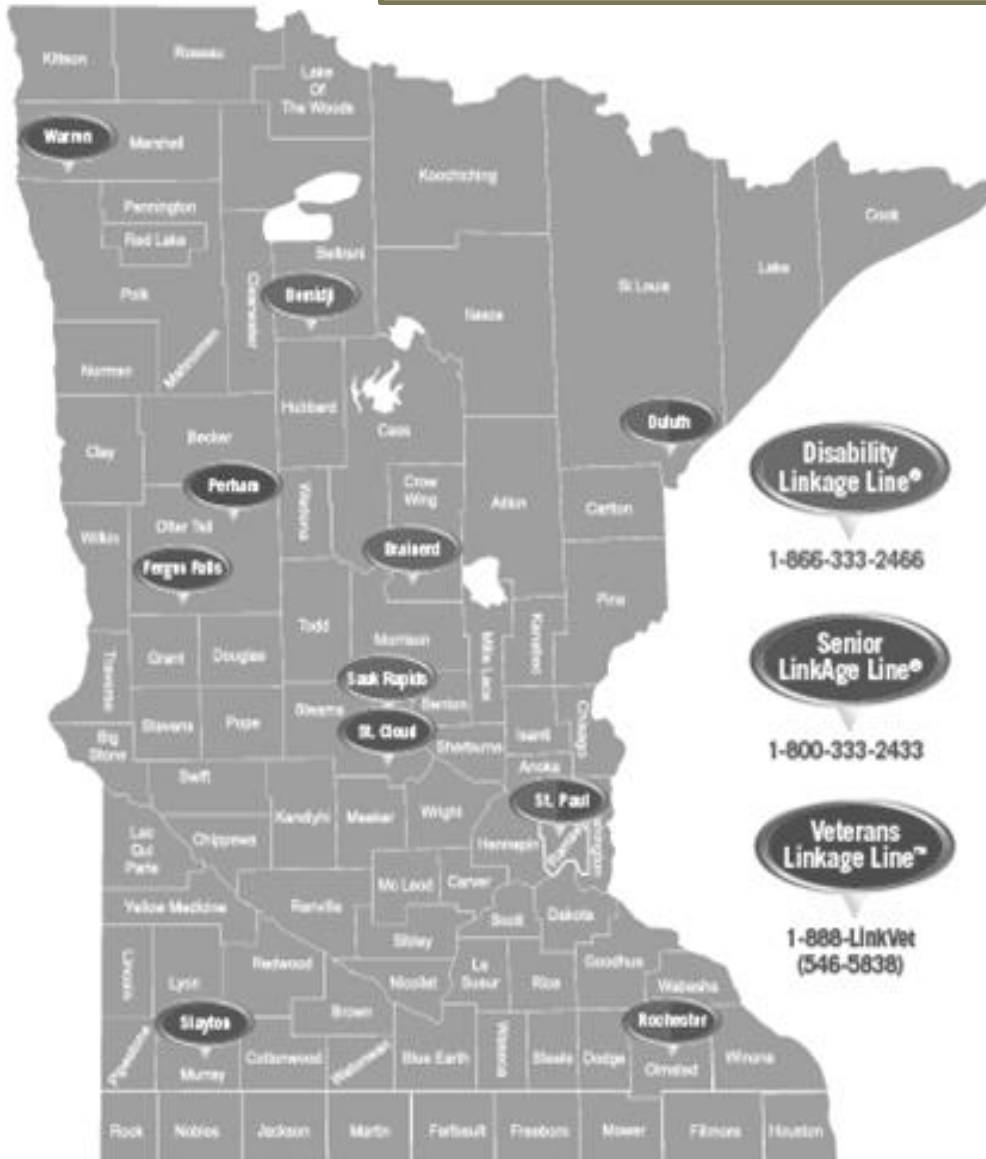 Kittson
Roseau
Lake
Of
The Woods
Warren
Marshall
Koochiching
Pennington
Red Lake
Cook
Beltrami
Lake
Polk
Clearwater
Bemidji
St Louis
Itasca
Norman
Mahnomen
Hubbard
Cass
Duluth
Clay
Becker
Perham
Crow
Wing
Aitkin
Carlton
Wadena
Wilkin
Otter Tail
Fergus Falls
Brainerd
Pine
Todd
Morrison
Mille Lacs
Kanabec
Traverse
Grant
Douglas
Sauk Rapids
Benton
Stearns
St. Cloud
Stevens
Pope
Big
Stone
Sherburne
Isanti
Chisago
Anoka
Swift
Kandiyhi
Meeker
Wright
St. Paul
Hennepin
Ramsey
Lac
Qui
Parle
Chippewa
Mc Leod
Carver
Yellow Medicine
Renville
Scott
Dakota
Sibley
Lincoln
Lyon
Redwood
Nicollet
Le
Sueur
Rice
Goodhue
Wabasha
Brown
Slayton
Rochester
Pipestone
Murray
Cottonwood
Watonwan
Blue Earth
Waseca
Steele
Dodge
Olmsted
Winona
Rock
Nobles
Jackson
Martin
Faribault
Freeborn
Mower
Fillmore
Houston
Disability
Linkage Line®
1-866-333-2466
Senior
LinkAge Line®
1-800-333-2433
Veterans
Linkage Line™
1-888-LinkVet
(546-5838)